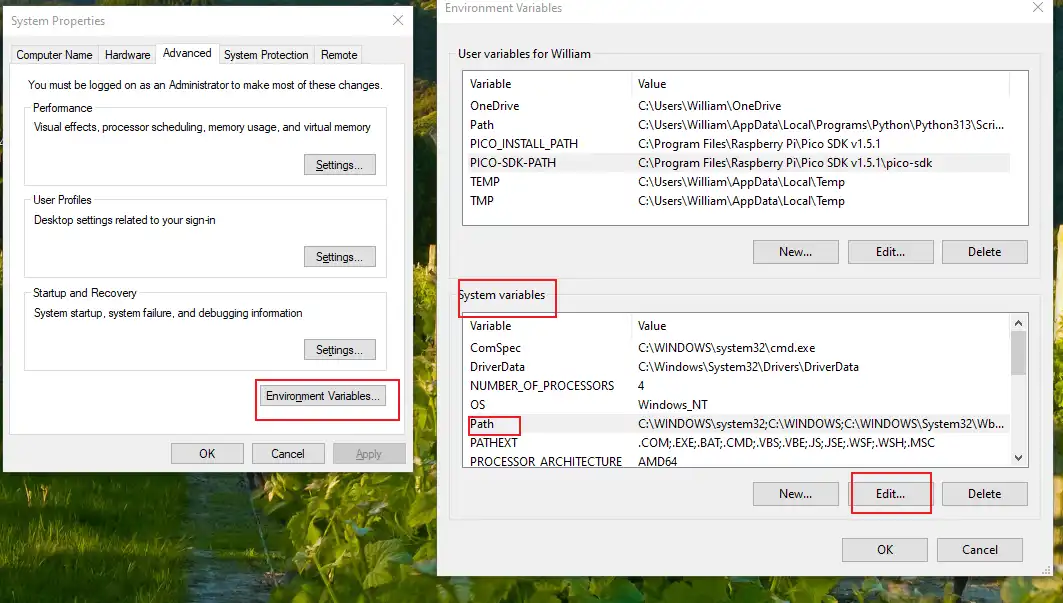 System Properties
Computer Name Hardware Advanced System Protection Remote
You must be logged on as an Administrator to make most of these changes.
Performance
Visual effects, processor scheduling, memory usage, and virtual memory
Settings...
User Profiles
Desktop settings related to your sign-in
Settings...
Startup and Recovery
System startup, system failure, and debugging information
Settings...
Environment Variables...
OK Cancel Apply
Environment Variables
User variables for William
Variable Value
OneDrive C:\Users\William\OneDrive
Path C:\Users\William\AppData\Local\Programs\Python\Python313\Scri...
PICO_INSTALL_PATH C:\Program Files\Raspberry Pi\Pico SDK v1.5.1
PICO-SDK-PATH C:\Program Files\Raspberry Pi\Pico SDK v1.5.1\pico-sdk
TEMP C:\Users\William\AppData\Local\Temp
TMP C:\Users\William\AppData\Local\Temp
New... Edit... Delete
System variables
Variable Value
ComSpec C:\WINDOWS\system32\cmd.exe
DriverData C:\Windows\System32\Drivers\DriverData
NUMBER_OF_PROCESSORS 4
OS Windows_NT
Path C:\WINDOWS\system32;C:\WINDOWS;C:\WINDOWS\System32\Wb...
PATHEXT .COM;.EXE;.BAT;.CMD;.VBS;.VBE;.JS;.JSE;.WSF;.WSH;.MSC
PROCESSOR_ARCHITECTURE AMD64
New... Edit... Delete
OK Cancel